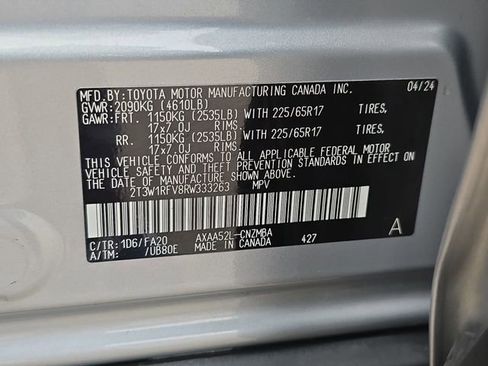 MFD.BY:TOYOTA MOTOR MANUFACTURING CANADA INC. 04/24
GVWR:2090KG (4610LB)
GAWR:FRT. 1150KG (2535LB) WITH 225/65R17 TIRES,
17x7.0J RIMS,
RR. 1150KG (2535LB) WITH 225/65R17 TIRES,
17x7.0J RIMS,
THIS VEHICLE CONFORMS TO ALL APPLICABLE FEDERAL MOTOR
VEHICLE SAFETY, BUMPER, AND THEFT PREVENTION STANDARDS IN EFFECT
ON THE DATE OF MANUFACTURE SHOWN ABOVE.
2T3W1RFV8RW333263 MPV
C/TR:1D6/FA20 AXAA52L-CNZMBA
A/TM: /UB80E MADE IN CANADA 427 A